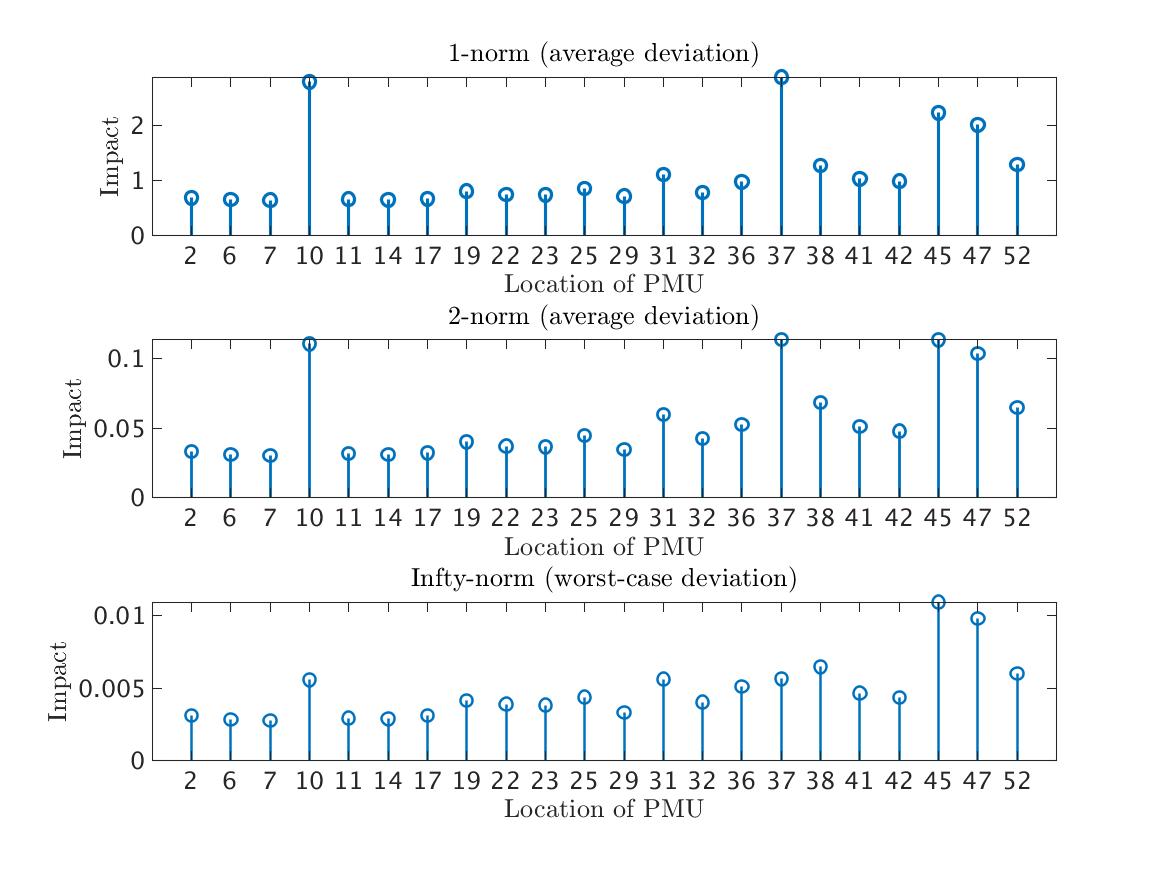 1-norm (average deviation)
Impact
2
1
0
2 6 7 10 11 14 17 19 22 23 25 29 31 32 36 37 38 41 42 45 47 52
Location of PMU
2-norm (average deviation)
Impact
0.1
0.05
0
2 6 7 10 11 14 17 19 22 23 25 29 31 32 36 37 38 41 42 45 47 52
Location of PMU
Infty-norm (worst-case deviation)
Impact
0.01
0.005
0
2 6 7 10 11 14 17 19 22 23 25 29 31 32 36 37 38 41 42 45 47 52
Location of PMU